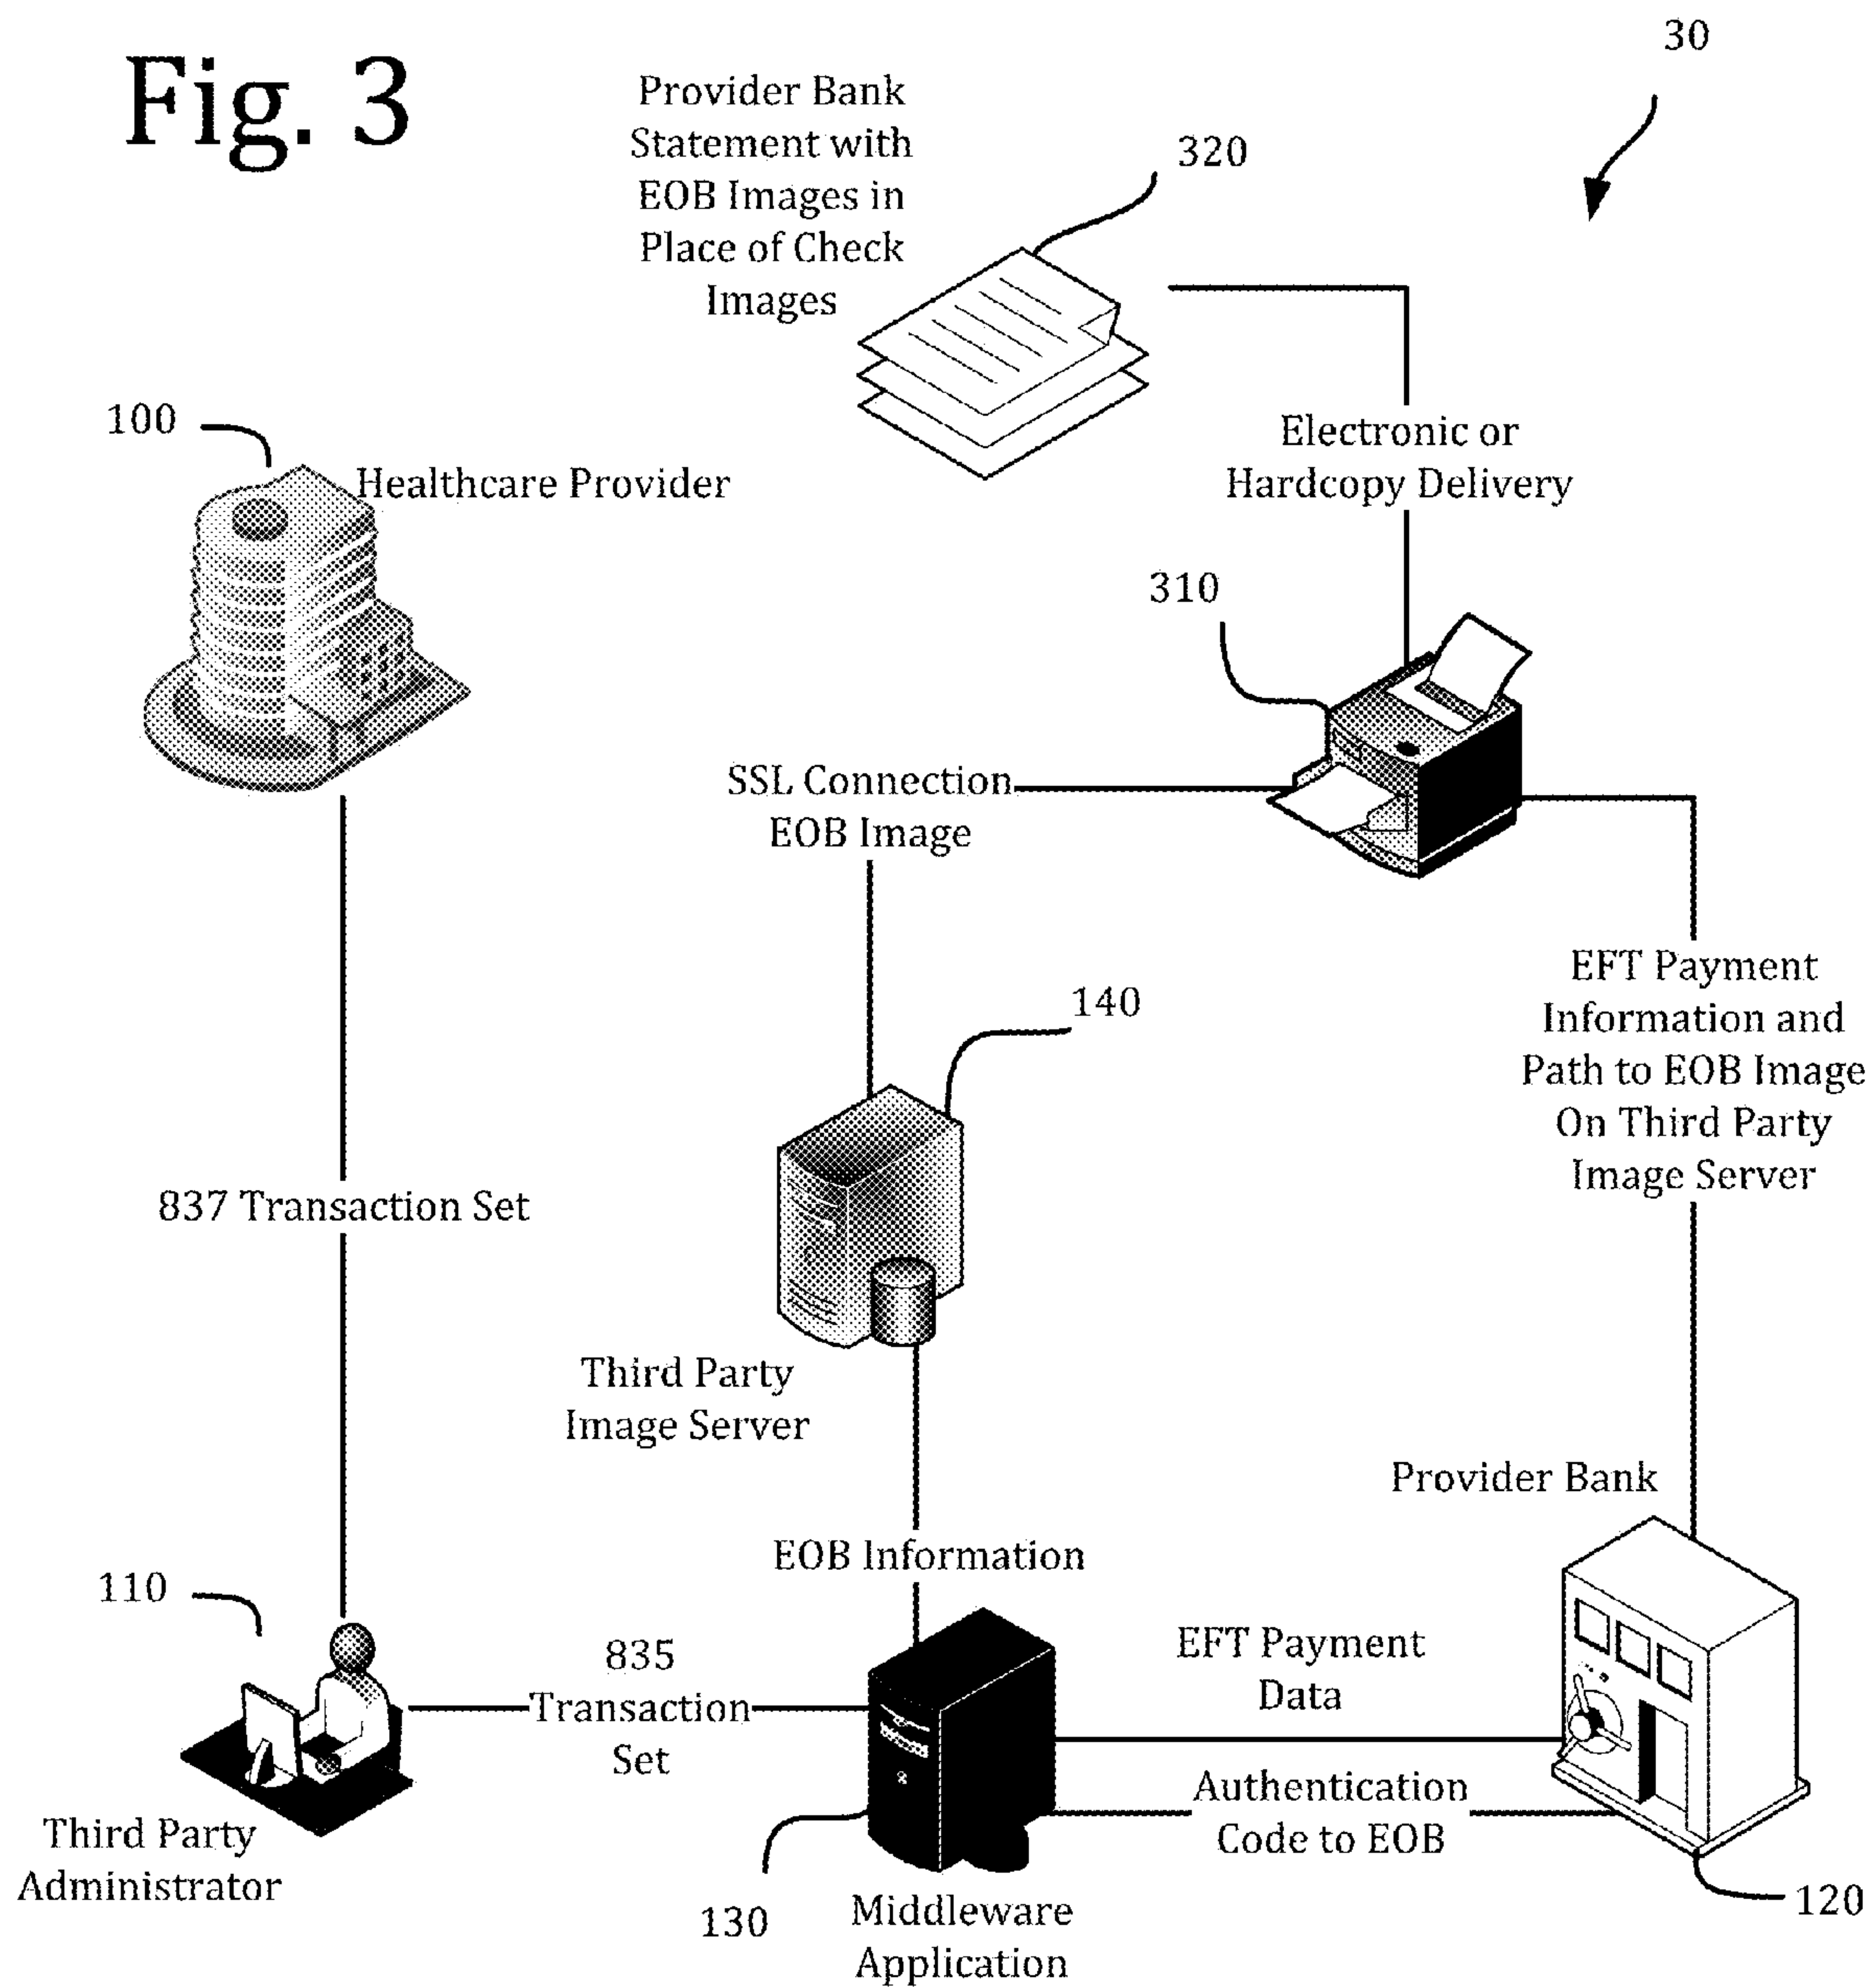 Fig. 3
30
Provider Bank
Statement with
EOB Images in
Place of Check
Images
320
100
Healthcare Provider
Electronic or
Hardcopy Delivery
310
SSL Connection
EOB Image
EFT Payment
Information and
Path to EOB Image
On Third Party
Image Server
140
837 Transaction Set
Third Party
Image Server
Provider Bank
EOB Information
110
835
Transaction
Set
EFT Payment
Data
Authentication
Code to EOB
Third Party
Administrator
130
Middleware
Application
120